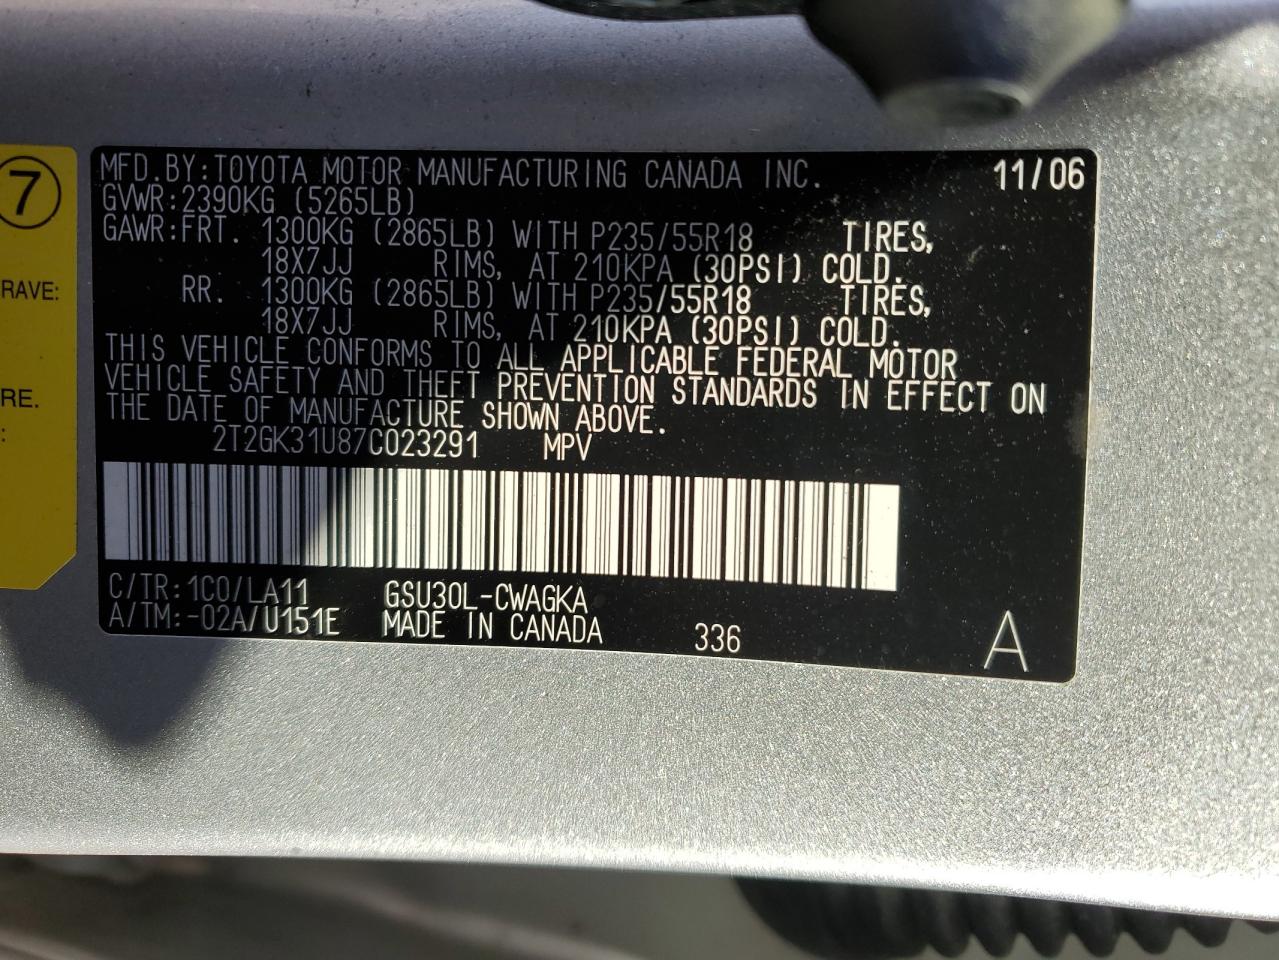 7
RAVE:
RE.
:
MFD.BY:TOYOTA MOTOR MANUFACTURING CANADA INC. 11/06
GVWR:2390KG (5265LB)
GAWR:FRT. 1300KG (2865LB) WITH P235/55R18 TIRES,
18X7JJ RIMS, AT 210KPA (30PSI) COLD.
RR. 1300KG (2865LB) WITH P235/55R18 TIRES,
18X7JJ RIMS, AT 210KPA (30PSI) COLD.
THIS VEHICLE CONFORMS TO ALL APPLICABLE FEDERAL MOTOR
VEHICLE SAFETY AND THEFT PREVENTION STANDARDS IN EFFECT ON
THE DATE OF MANUFACTURE SHOWN ABOVE.
2T2GK31U87C023291 MPV
C/TR:1C0/LA11 GSU30L-CWAGKA
A/TM:-02A/U151E MADE IN CANADA 336 A